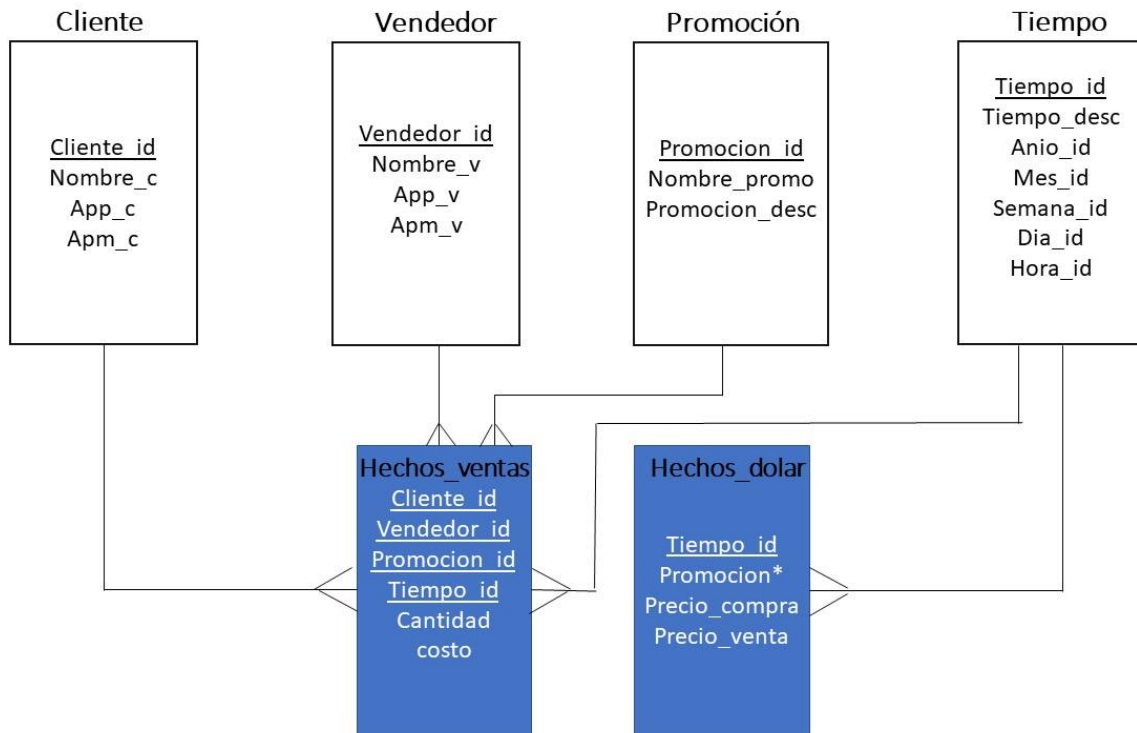 Cliente
Cliente_id
Nombre_c
App_c
Apm_c
Vendedor
Vendedor_id
Nombre_v
App_v
Apm_v
Promoción
Promocion_id
Nombre_promo
Promocion_desc
Tiempo
Tiempo_id
Tiempo_desc
Anio_id
Mes_id
Semana_id
Dia_id
Hora_id
Hechos_ventas
Cliente_id
Vendedor_id
Promocion_id
Tiempo_id
Cantidad
costo
Hechos_dolar
Tiempo_id
Promocion*
Precio_compra
Precio_venta